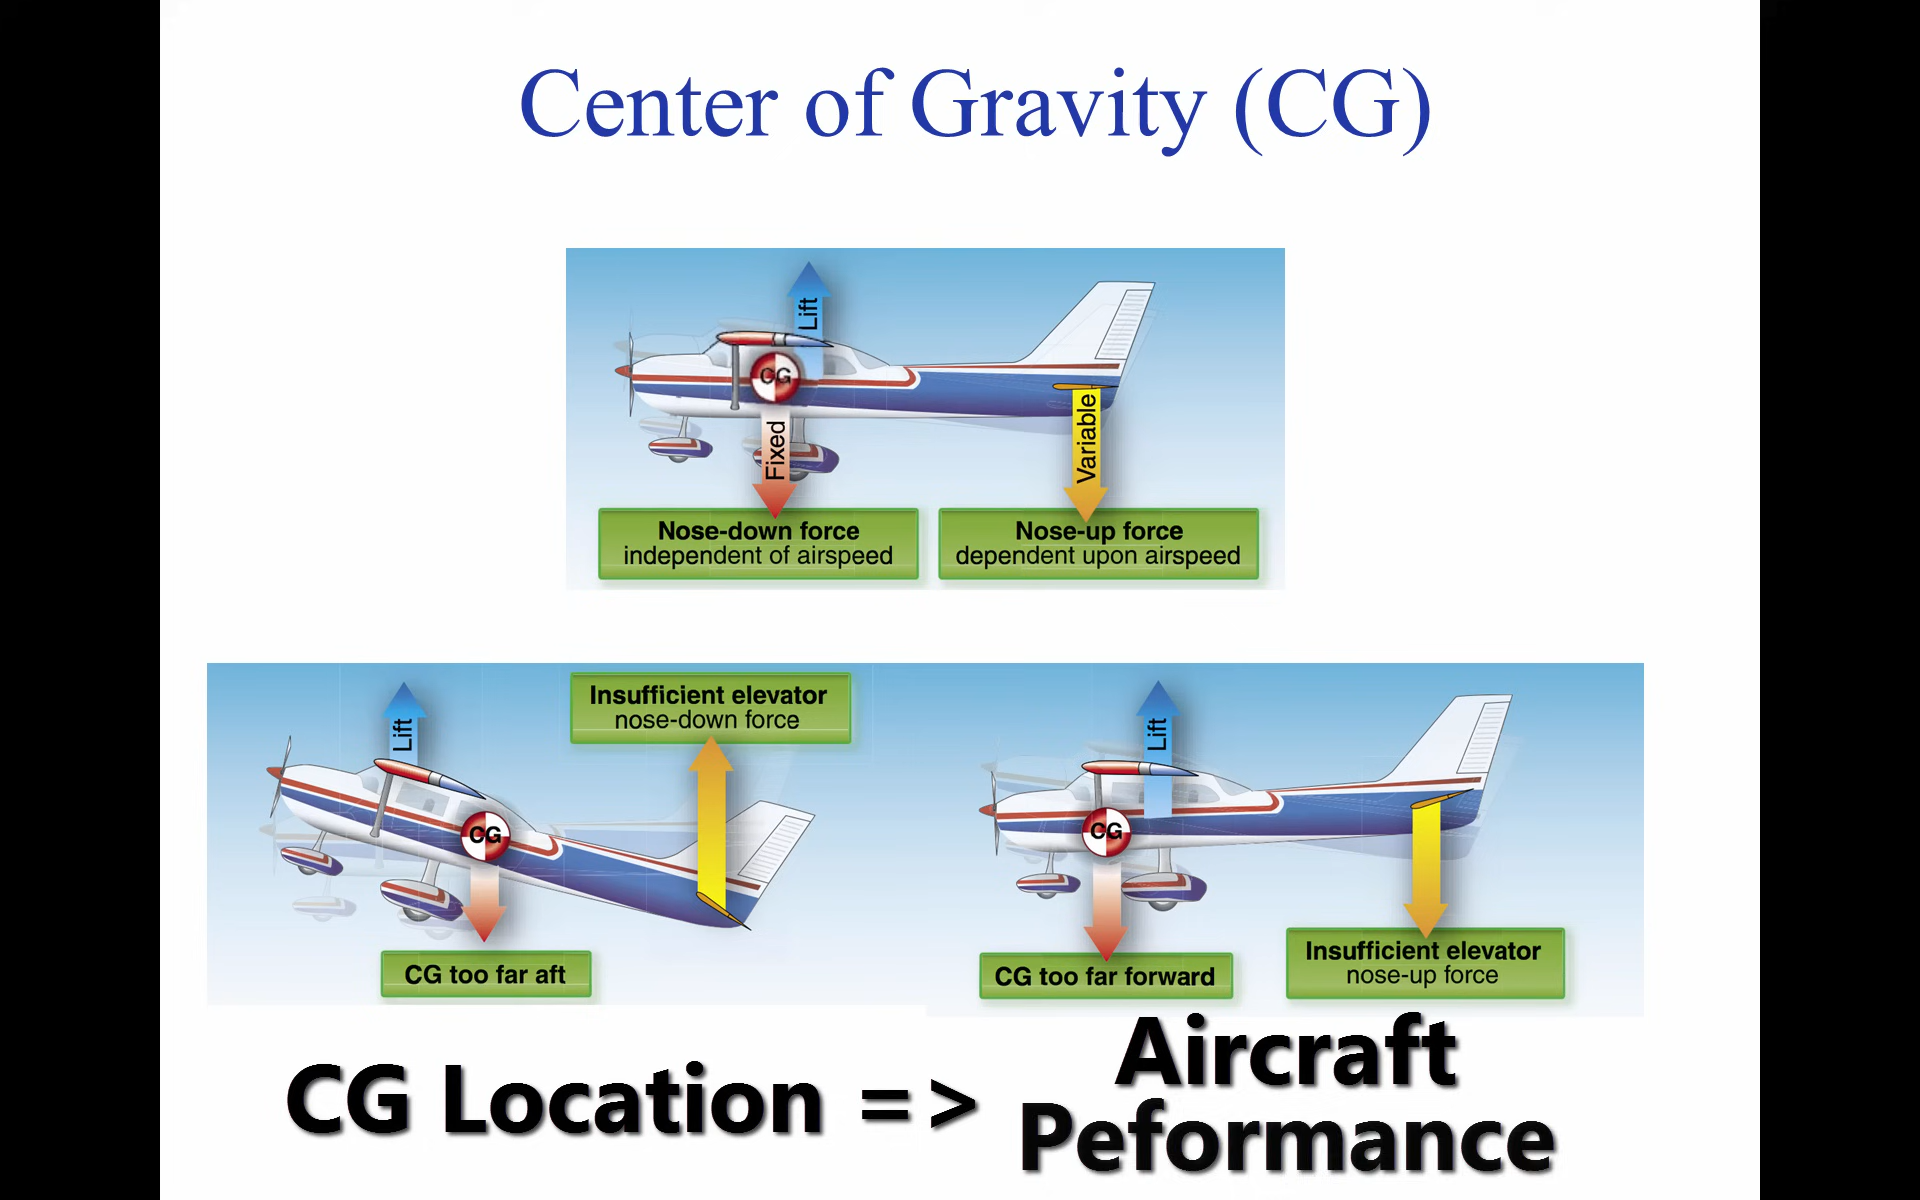 Center of Gravity (CG)
Lift
CG
Fixed
Variable
Nose-down force
independent of airspeed
Nose-up force
dependent upon airspeed
Lift
Insufficient elevator
nose-down force
CG
CG too far aft
Lift
CG
CG too far forward
Insufficient elevator
nose-up force
CG Location => Aircraft
Peformance